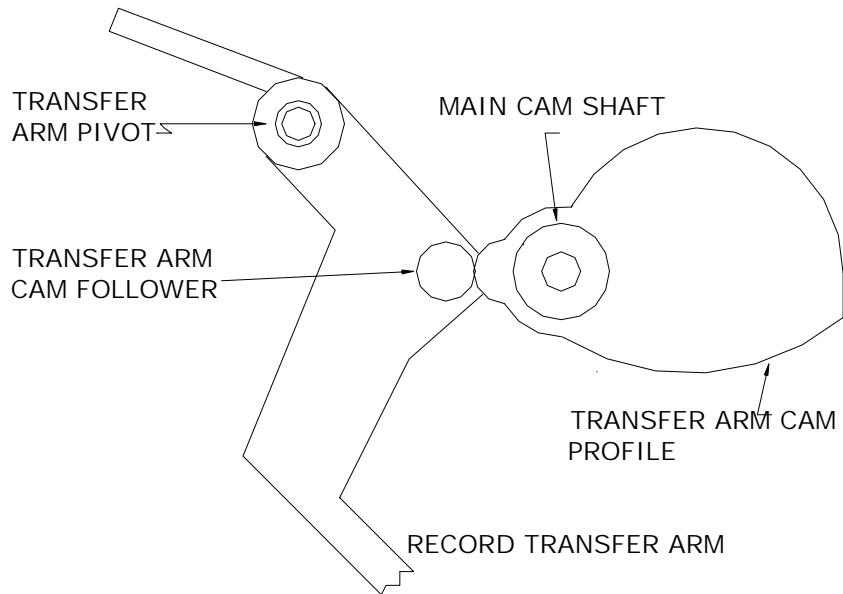 TRANSFER
ARM PIVOT
MAIN CAM SHAFT
TRANSFER ARM
CAM FOLLOWER
TRANSFER ARM CAM
PROFILE
RECORD TRANSFER ARM